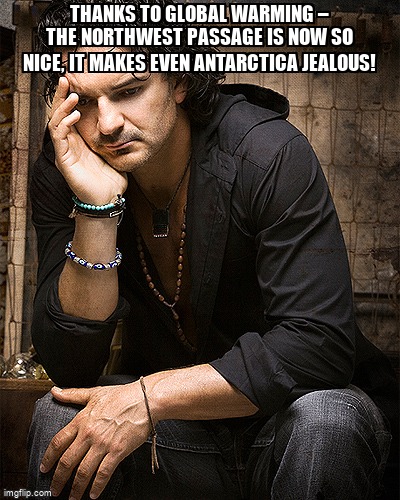 THANKS TO GLOBAL WARMING –
THE NORTHWEST PASSAGE IS NOW SO
NICE, IT MAKES EVEN ANTARCTICA JEALOUS!
imgflip.com